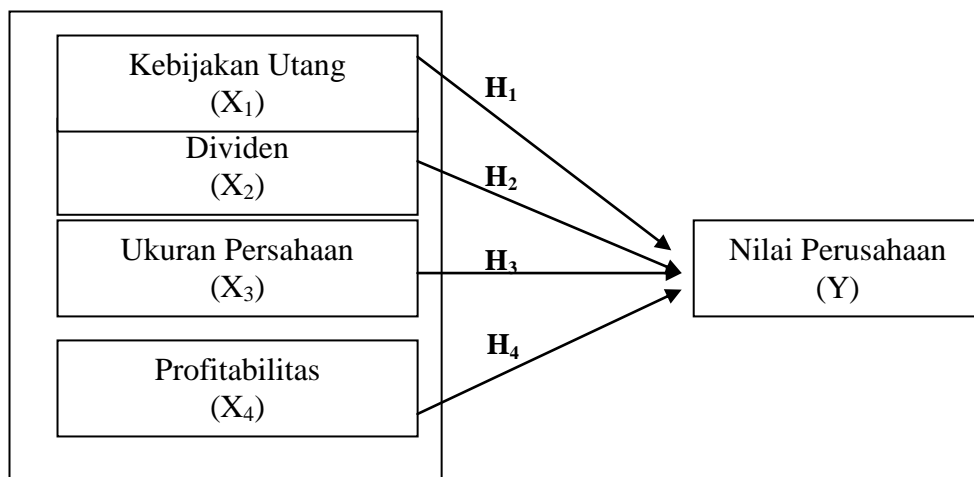 Kebijakan Utang
(X₁)
H₁
Dividen
(X₂)
H₂
Ukuran Persahaan
(X₃)
H₃
Profitabilitas
(X₄)
H₄
Nilai Perusahaan
(Y)